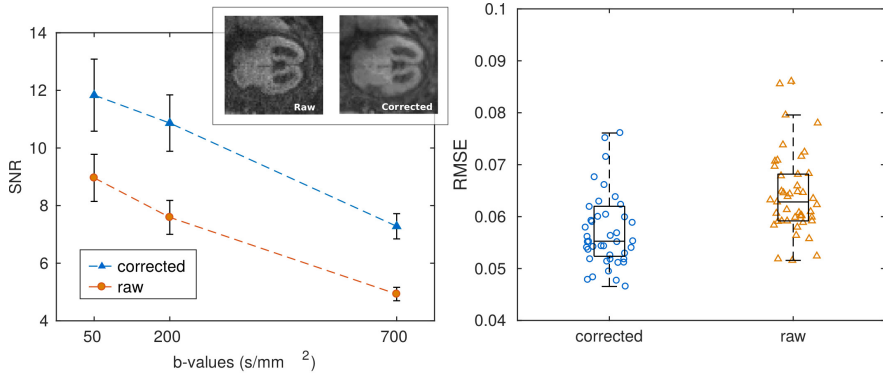 14
12
10
8
6
4
SNR
Raw
Corrected
corrected
raw
50
200
700
b-values (s/mm 2)
0.1
0.09
0.08
0.07
0.06
0.05
0.04
RMSE
corrected
raw